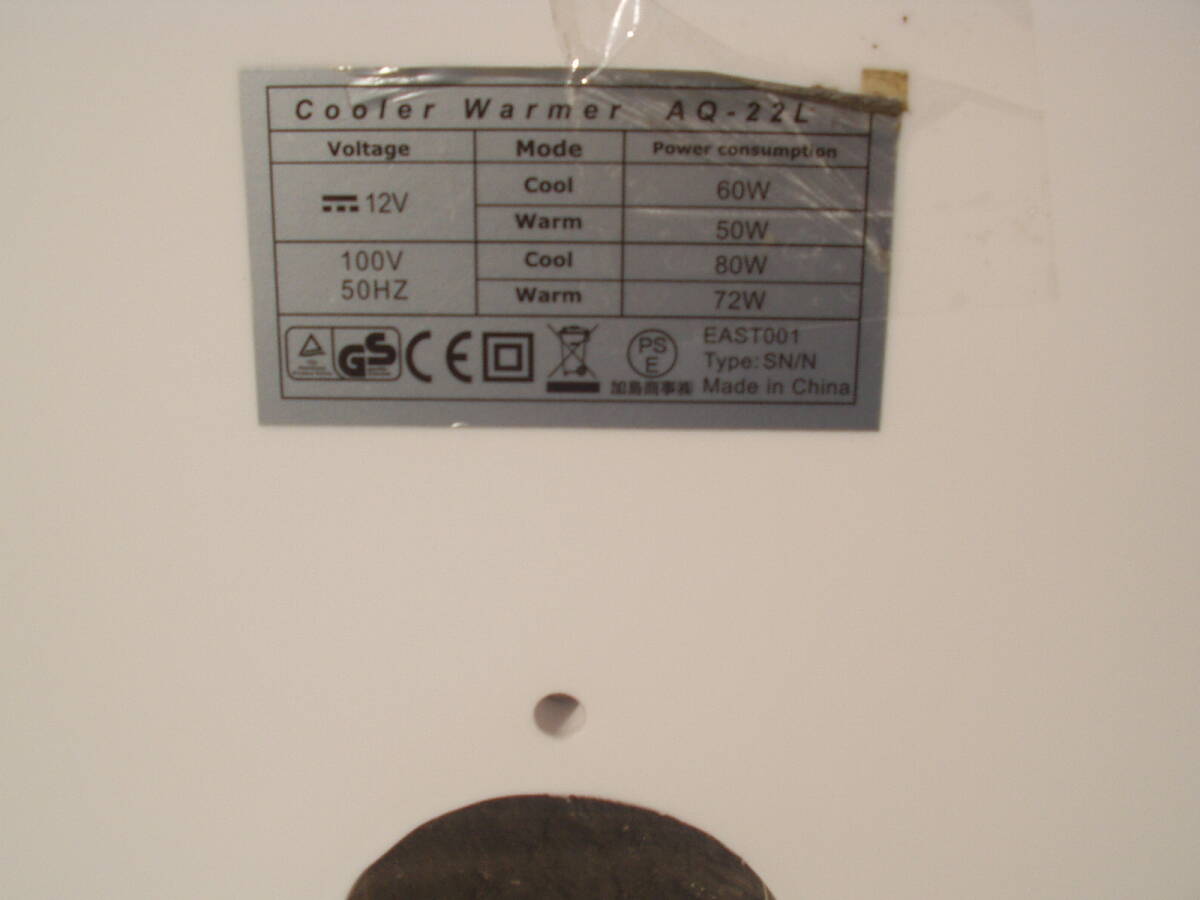 Cooler Warmer AQ-22L
Voltage Mode Power consumption
12V Cool 60W
Warm 50W
100V 50HZ Cool 80W
Warm 72W
GS CE PS E EAST001
Type: SN/N
加島商事㈱ Made in China